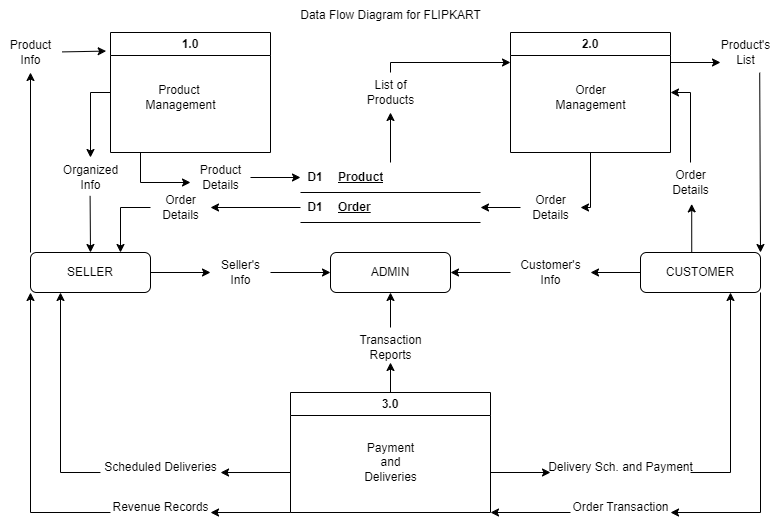 Data Flow Diagram for FLIPKART
Product
Info
1.0
2.0
Product's
List
Product
Management
List of
Products
Order
Management
Organized
Info
Product
Details
D1 Product
Order
Details
Order
Details
D1 Order
Order
Details
SELLER
Seller's
Info
ADMIN
Customer's
Info
CUSTOMER
Transaction
Reports
3.0
Payment
and
Deliveries
Scheduled Deliveries
Delivery Sch. and Payment
Revenue Records
Order Transaction